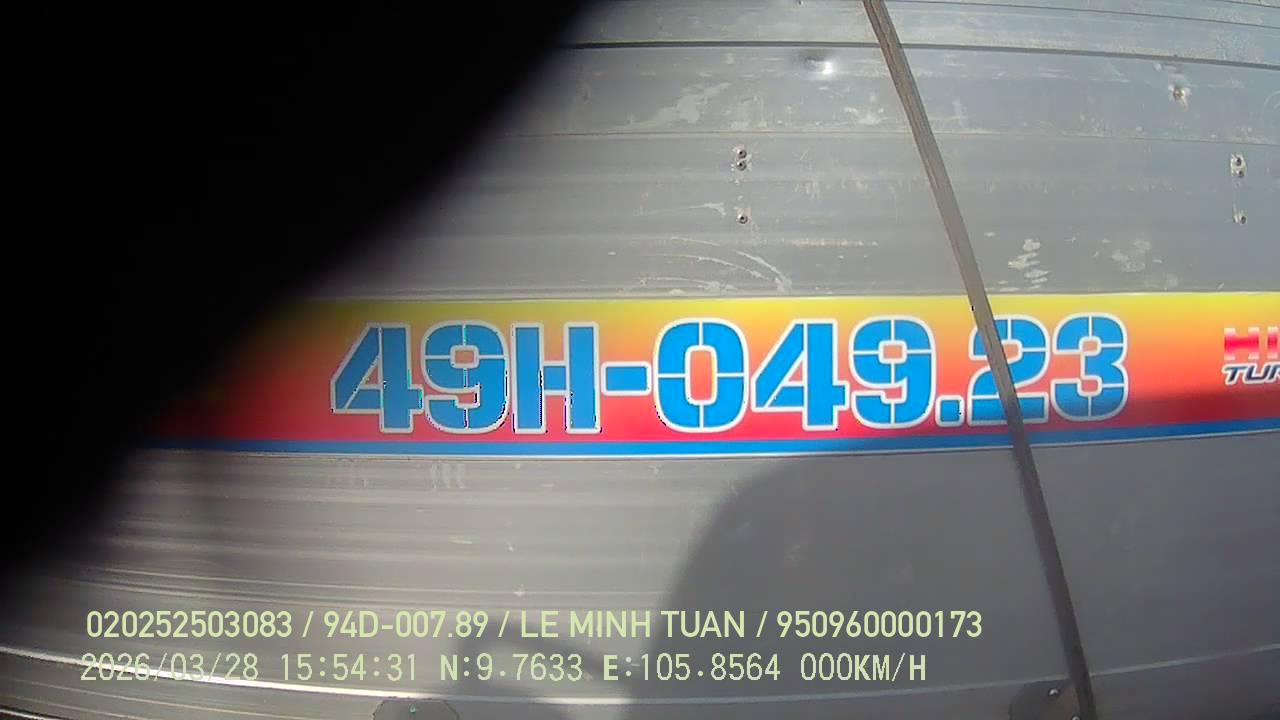 49H-049.23
020252503083 / 94D-007.89 / LE MINH TUAN / 950960000173
2026/03/28 15:54:31 N:9.7633 E:105.8564 000KM/H